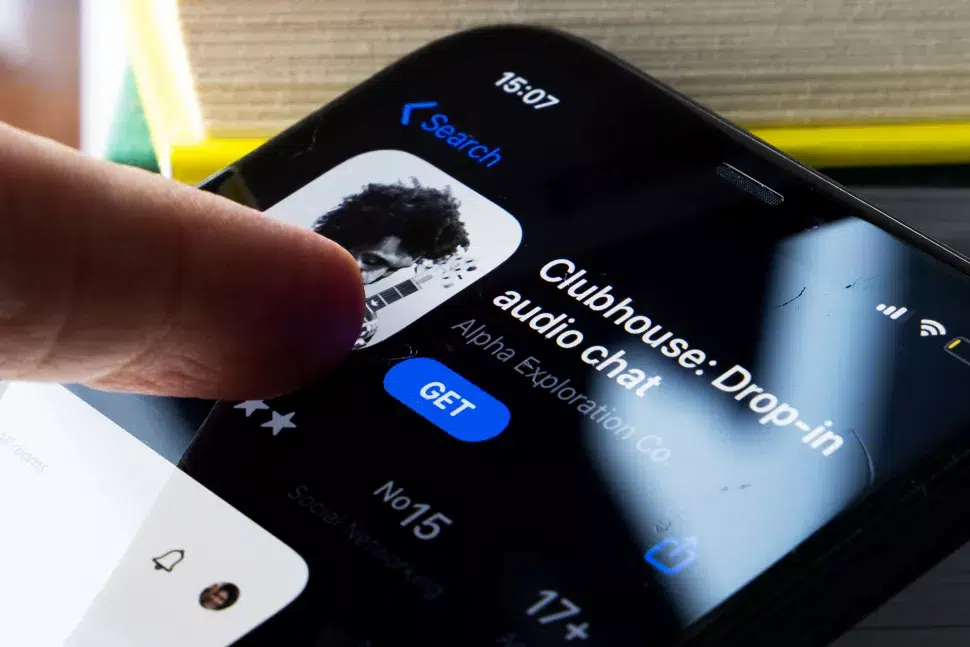 15:07
Search
Clubhouse: Drop-in
audio chat
Alpha Exploration Co.
GET
No15
Social Networking
17+